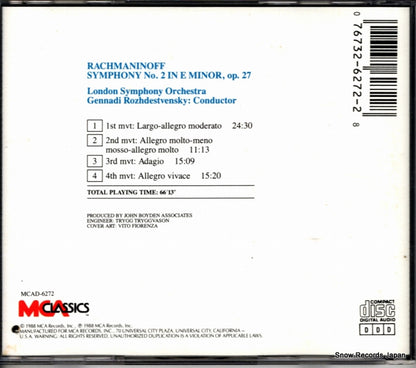 RACHMANINOFF
SYMPHONY No. 2 IN E MINOR, op. 27
London Symphony Orchestra
Gennadi Rozhdestvensky: Conductor
1 1st mvt: Largo-allegro moderato 24:30
2 2nd mvt: Allegro molto-meno
mosso-allegro molto 11:13
3 3rd mvt: Adagio 15:09
4 4th mvt: Allegro vivace 15:20
TOTAL PLAYING TIME: 66'13"
PRODUCED BY JOHN BOYDEN ASSOCIATES
ENGINEER: TRYGG TRYGGVASON
COVER ART: VITO FIORENZA
0 76732-6272-2 8
MCAD-6272
MCA CLASSICS
© 1988 MCA Records, Inc. ℗ 1988 MCA Records, Inc.
MANUFACTURED FOR MCA RECORDS, INC., 70 UNIVERSAL CITY PLAZA, UNIVERSAL CITY, CALIFORNIA –
U.S.A. WARNING: ALL RIGHTS RESERVED. UNAUTHORIZED DUPLICATION IS A VIOLATION OF APPLICABLE LAWS.
COMPACT
disc
DIGITAL AUDIO
D D D
Snow Records, Japan